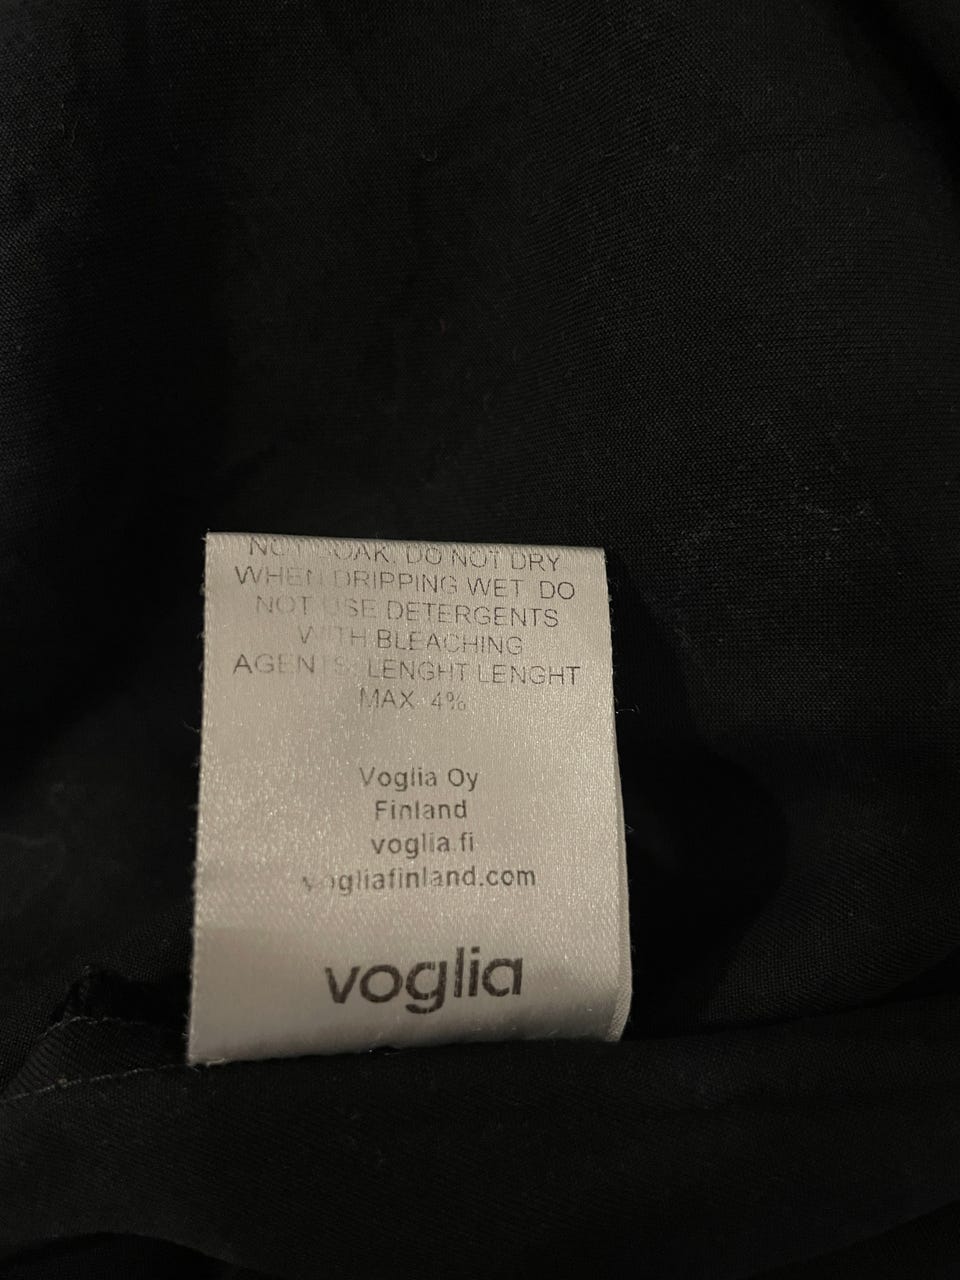 NOT SOAK. DO NOT DRY
WHEN DRIPPING WET. DO
NOT USE DETERGENTS
WITH BLEACHING
AGENTS. LENGHT LENGHT
MAX. 4%
Voglia Oy
Finland
voglia.fi
vogliafinland.com
voglia